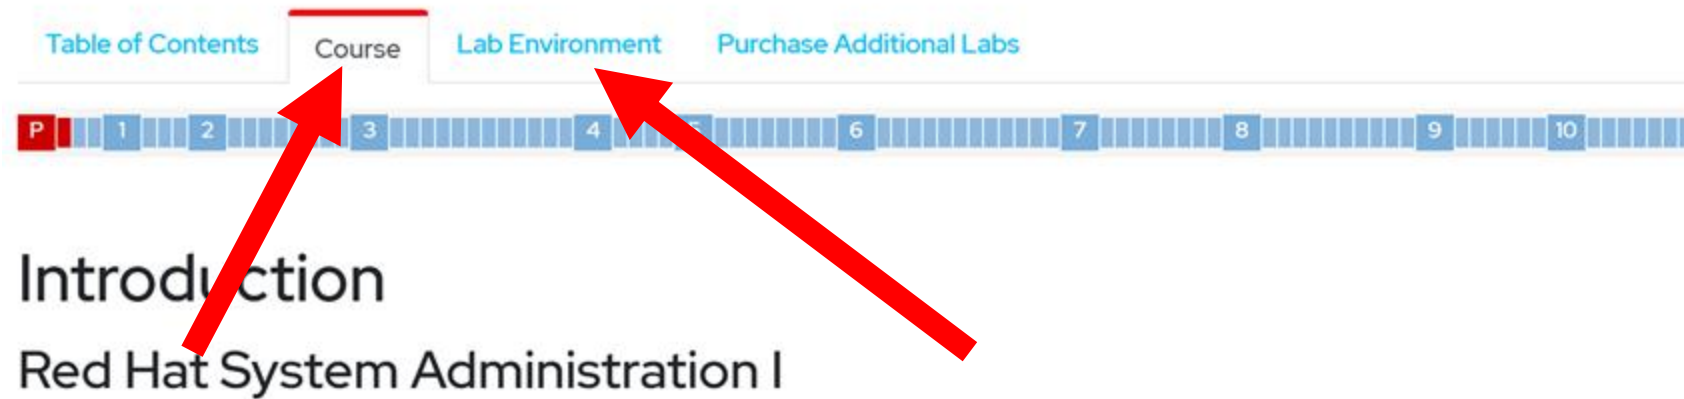 Table of Contents Course Lab Environment Purchase Additional Labs
P 1 2 3 4 6 7 8 9 10
Introduction
Red Hat System Administration I